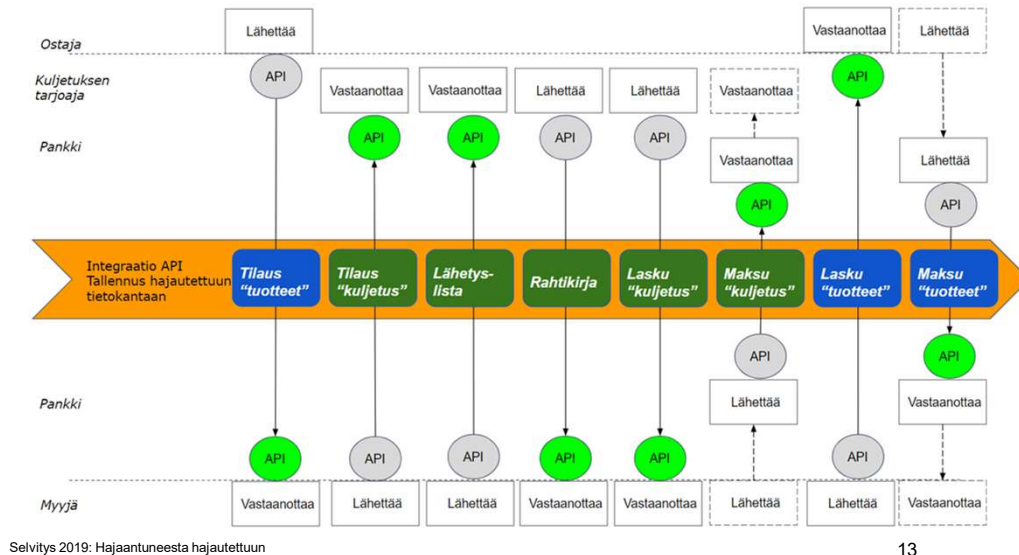 Ostaja
Lähettää
Vastaanottaa
Lähettää
API
API
Kuljetuksen
tarjoaja
Vastaanottaa
Vastaanottaa
Lähettää
Lähettää
Vastaanottaa
Pankki
API
API
API
API
Vastaanottaa
Lähettää
API
API
Integraatio API
Tallennus hajautettuun
tietokantaan
Tilaus
"tuotteet"
Tilaus
"kuljetus"
Lähetys-
lista
Rahtikirja
Lasku
"kuljetus"
Maksu
"kuljetus"
Lasku
"tuotteet"
Maksu
"tuotteet"
API
API
Pankki
Lähettää
Vastaanottaa
API
API
API
API
API
API
Myyjä
Vastaanottaa
Lähettää
Lähettää
Vastaanottaa
Vastaanottaa
Lähettää
Lähettää
Vastaanottaa
Selvitys 2019: Hajaantuneesta hajautettuun
13